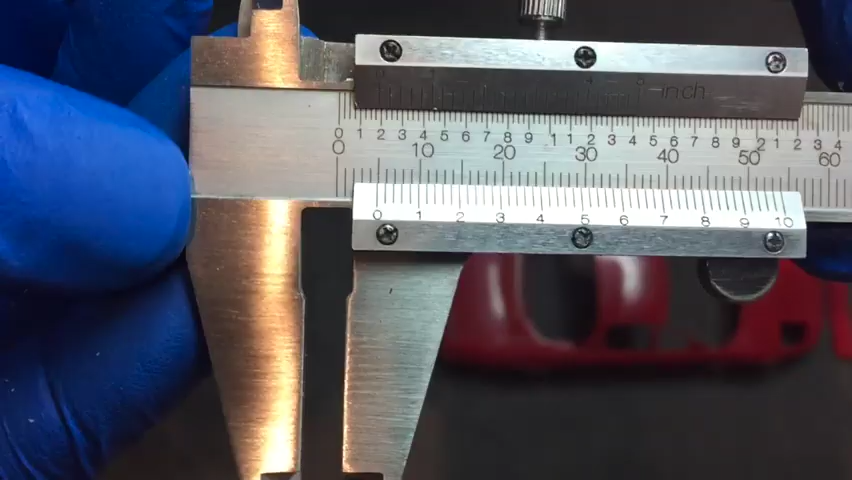 inch
0 1 2 3 4 5 6 7 8 9 1 1 2 3 4 5 6 7 8 9 2 1 2 3 4
0 10 20 30 40 50 60
0 1 2 3 4 5 6 7 8 9 10